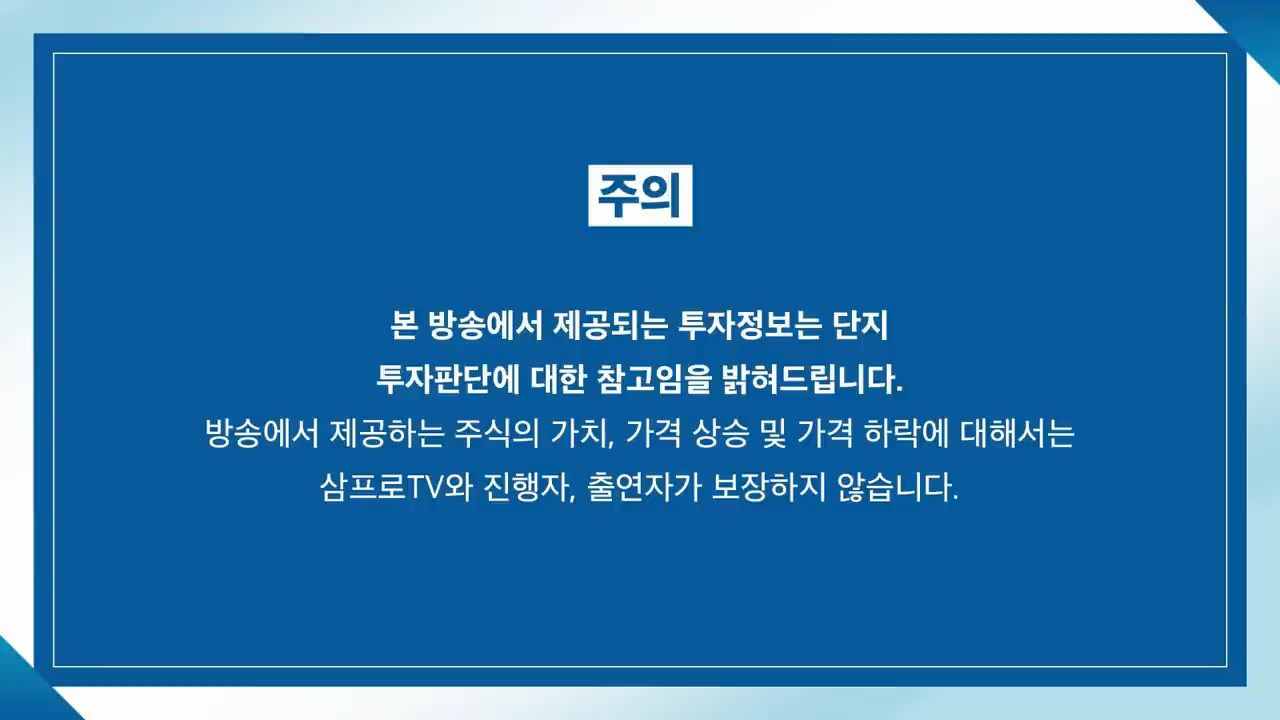 주의
본 방송에서 제공되는 투자정보는 단지
투자판단에 대한 참고임을 밝혀드립니다.
방송에서 제공하는 주식의 가치, 가격 상승 및 가격 하락에 대해서는
삼프로TV와 진행자, 출연자가 보장하지 않습니다.